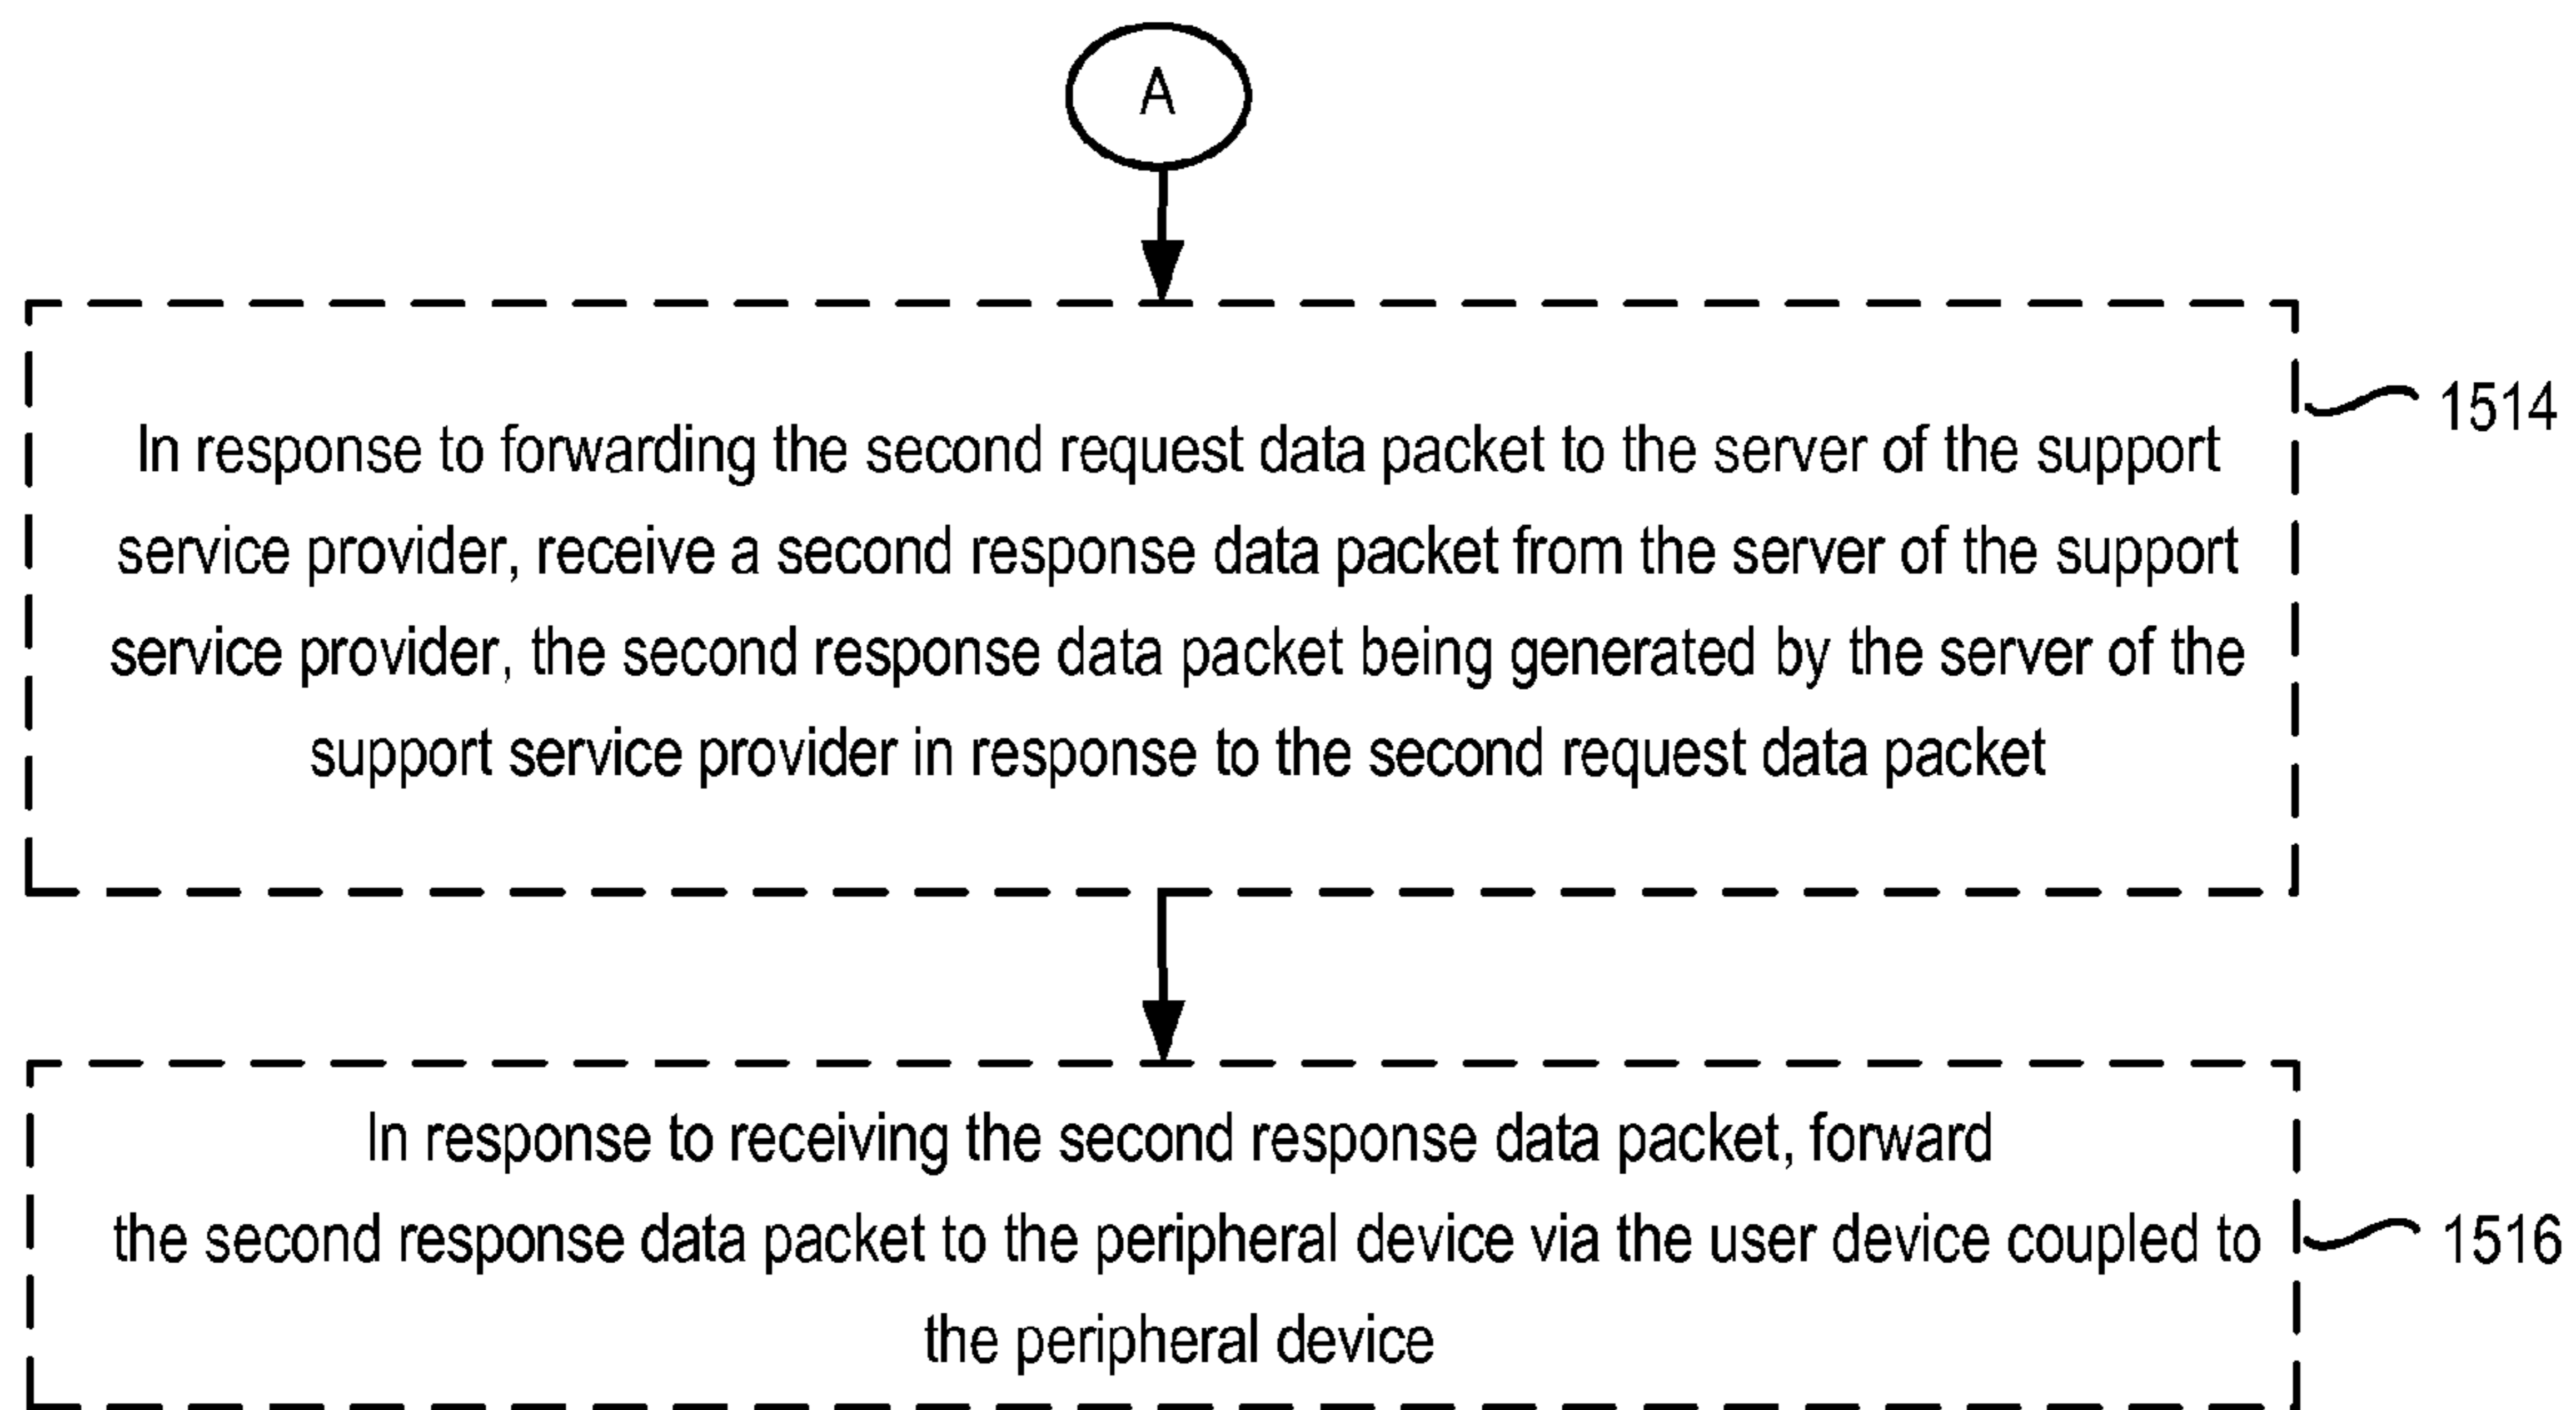 A
In response to forwarding the second request data packet to the server of the support
service provider, receive a second response data packet from the server of the support
service provider, the second response data packet being generated by the server of the
support service provider in response to the second request data packet
1514
In response to receiving the second response data packet, forward
the second response data packet to the peripheral device via the user device coupled to
the peripheral device
1516